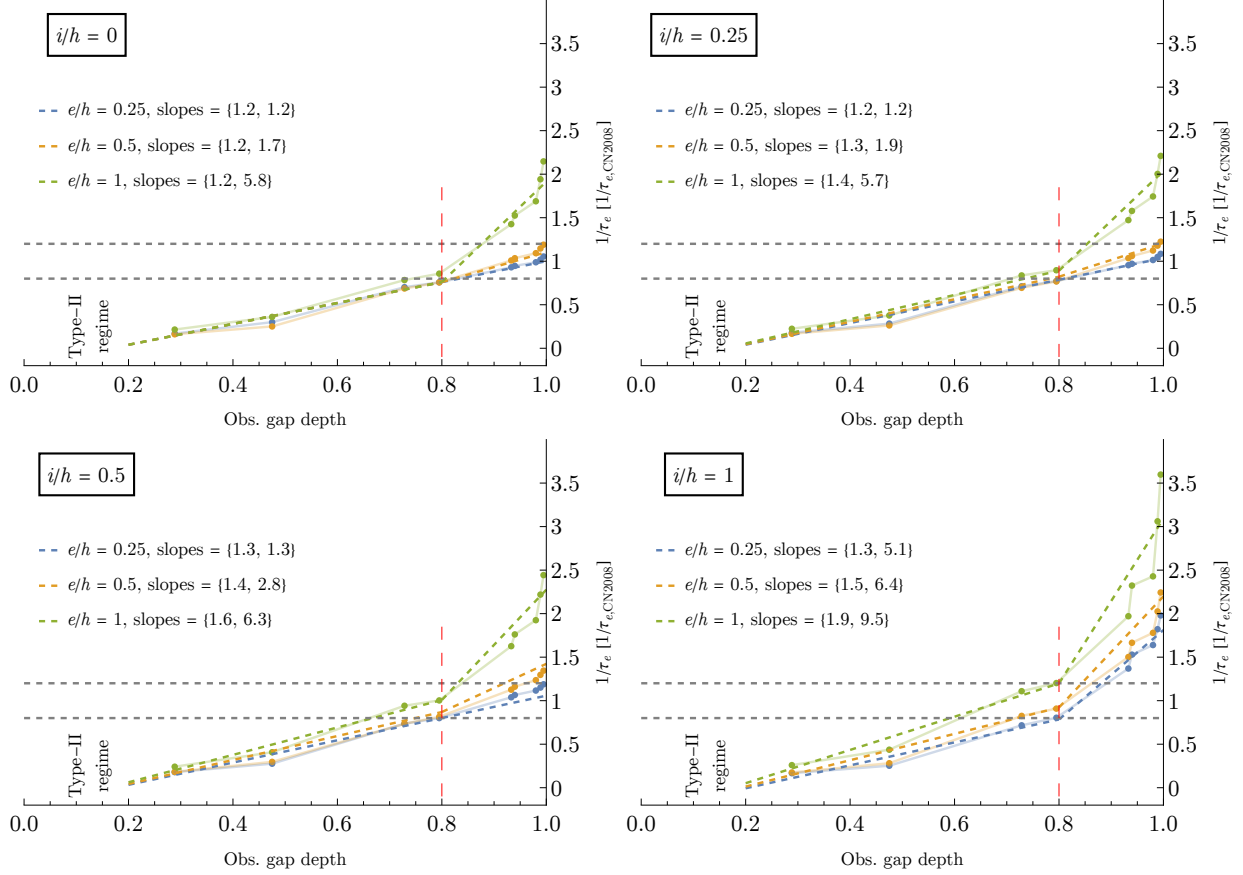 i/h = 0
e/h = 0.25, slopes = {1.2, 1.2}
e/h = 0.5, slopes = {1.2, 1.7}
e/h = 1, slopes = {1.2, 5.8}
Type-II
regime
3.5
3
2.5
2
1.5
1
0.5
0
1/τe [1/τe,CN2008]
0.0 0.2 0.4 0.6 0.8 1.0
Obs. gap depth
i/h = 0.25
e/h = 0.25, slopes = {1.2, 1.2}
e/h = 0.5, slopes = {1.3, 1.9}
e/h = 1, slopes = {1.4, 5.7}
Type-II
regime
3.5
3
2.5
2
1.5
1
0.5
0
1/τe [1/τe,CN2008]
0.0 0.2 0.4 0.6 0.8 1.0
Obs. gap depth
i/h = 0.5
e/h = 0.25, slopes = {1.3, 1.3}
e/h = 0.5, slopes = {1.4, 2.8}
e/h = 1, slopes = {1.6, 6.3}
Type-II
regime
3.5
3
2.5
2
1.5
1
0.5
0
1/τe [1/τe,CN2008]
0.0 0.2 0.4 0.6 0.8 1.0
Obs. gap depth
i/h = 1
e/h = 0.25, slopes = {1.3, 5.1}
e/h = 0.5, slopes = {1.5, 6.4}
e/h = 1, slopes = {1.9, 9.5}
Type-II
regime
3.5
3
2.5
2
1.5
1
0.5
0
1/τe [1/τe,CN2008]
0.0 0.2 0.4 0.6 0.8 1.0
Obs. gap depth